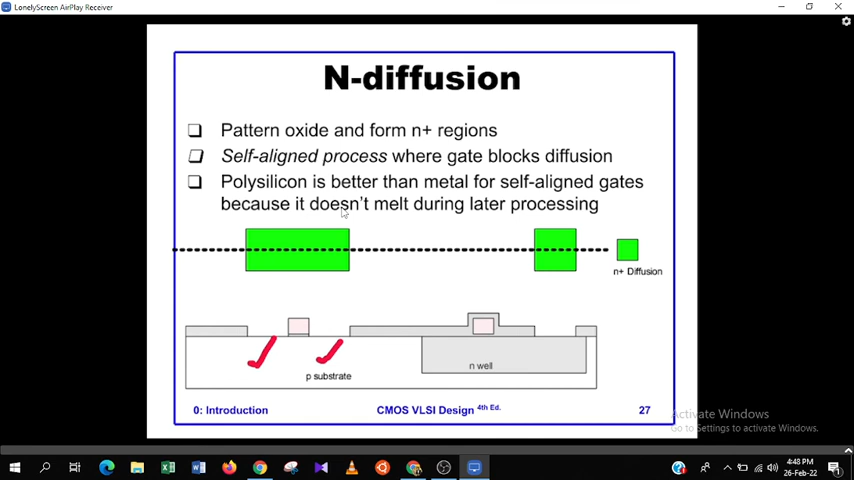 LonelyScreen AirPlay Receiver
N-diffusion
Pattern oxide and form n+ regions
Self-aligned process where gate blocks diffusion
Polysilicon is better than metal for self-aligned gates
because it doesn't melt during later processing
n+ Diffusion
n well
p substrate
0: Introduction
CMOS VLSI Design 4th Ed.
27
Activate Windows
Go to Settings to activate Windows.
4:48 PM
26-Feb-22